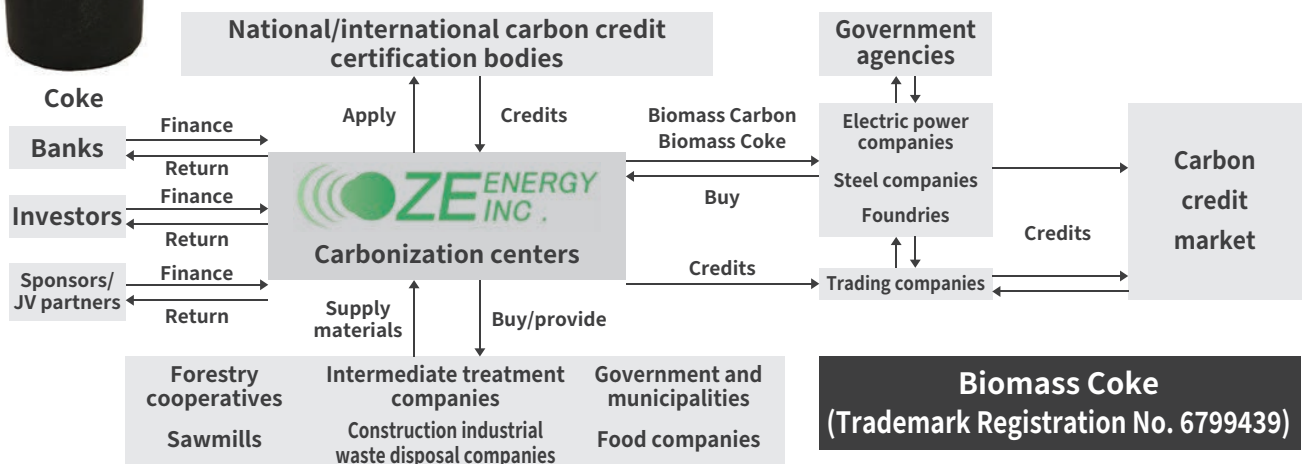 National/international carbon credit
certification bodies
Government
agencies
Coke
Apply
Credits
Banks
Finance
Return
Investors
Finance
Return
Sponsors/
JV partners
Finance
Return
OZE ENERGY
INC.
Carbonization centers
Biomass Carbon
Biomass Coke
Buy
Credits
Electric power
companies
Steel companies
Foundries
Trading companies
Credits
Carbon
credit
market
Supply
materials
Buy/provide
Forestry
cooperatives
Sawmills
Intermediate treatment
companies
Construction industrial
waste disposal companies
Government and
municipalities
Food companies
Biomass Coke
(Trademark Registration No. 6799439)